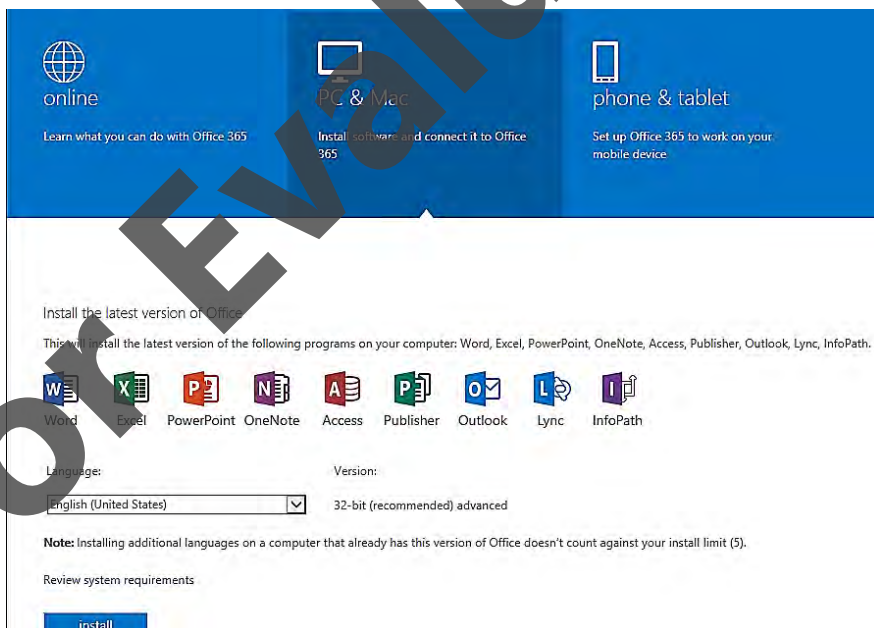 online
Learn what you can do with Office 365
PC & Mac
Install software and connect it to Office
365
phone & tablet
Set up Office 365 to work on your
mobile device
Install the latest version of Office
This will install the latest version of the following programs on your computer: Word, Excel, PowerPoint, OneNote, Access, Publisher, Outlook, Lync, InfoPath.
Word Excel PowerPoint OneNote Access Publisher Outlook Lync InfoPath
Language: Version:
English (United States) 32-bit (recommended) advanced
Note: Installing additional languages on a computer that already has this version of Office doesn't count against your install limit (5).
Review system requirements
install
or Eval